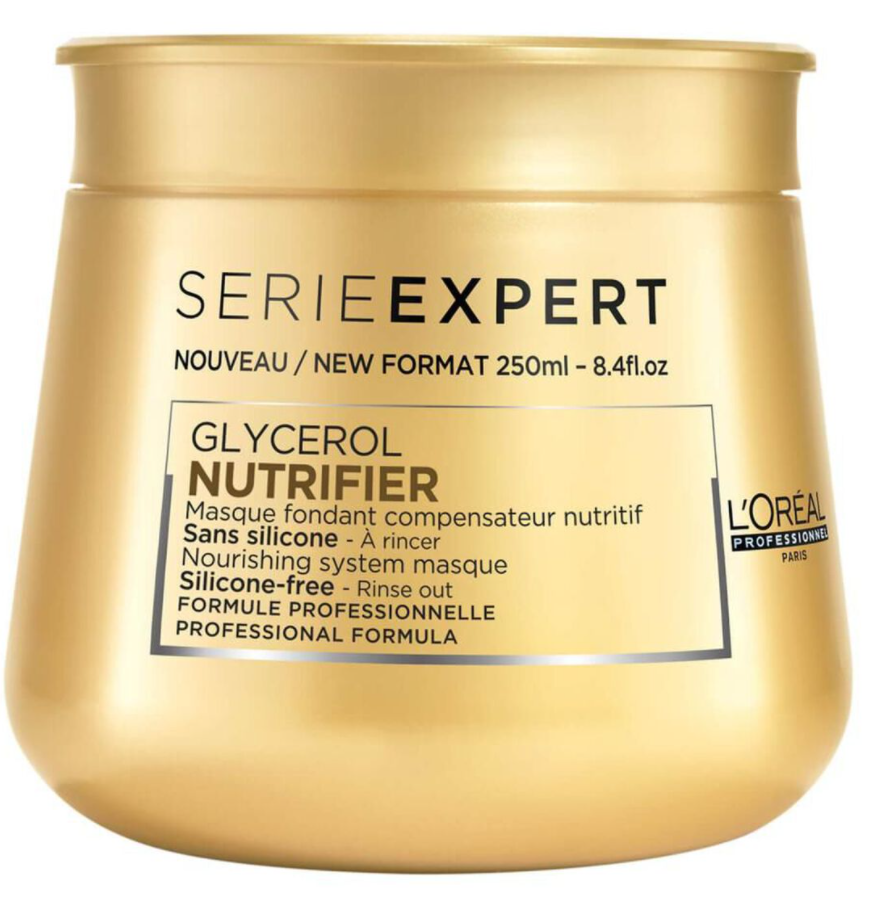 SERIEEXPERT
NOUVEAU / NEW FORMAT 250ml - 8.4fl.oz
GLYCEROL
NUTRIFIER
Masque fondant compensateur nutritif
Sans silicone - À rincer
Nourishing system masque
Silicone-free - Rinse out
FORMULE PROFESSIONNELLE
PROFESSIONAL FORMULA
L'ORÉAL
PROFESSIONNEL
PARIS